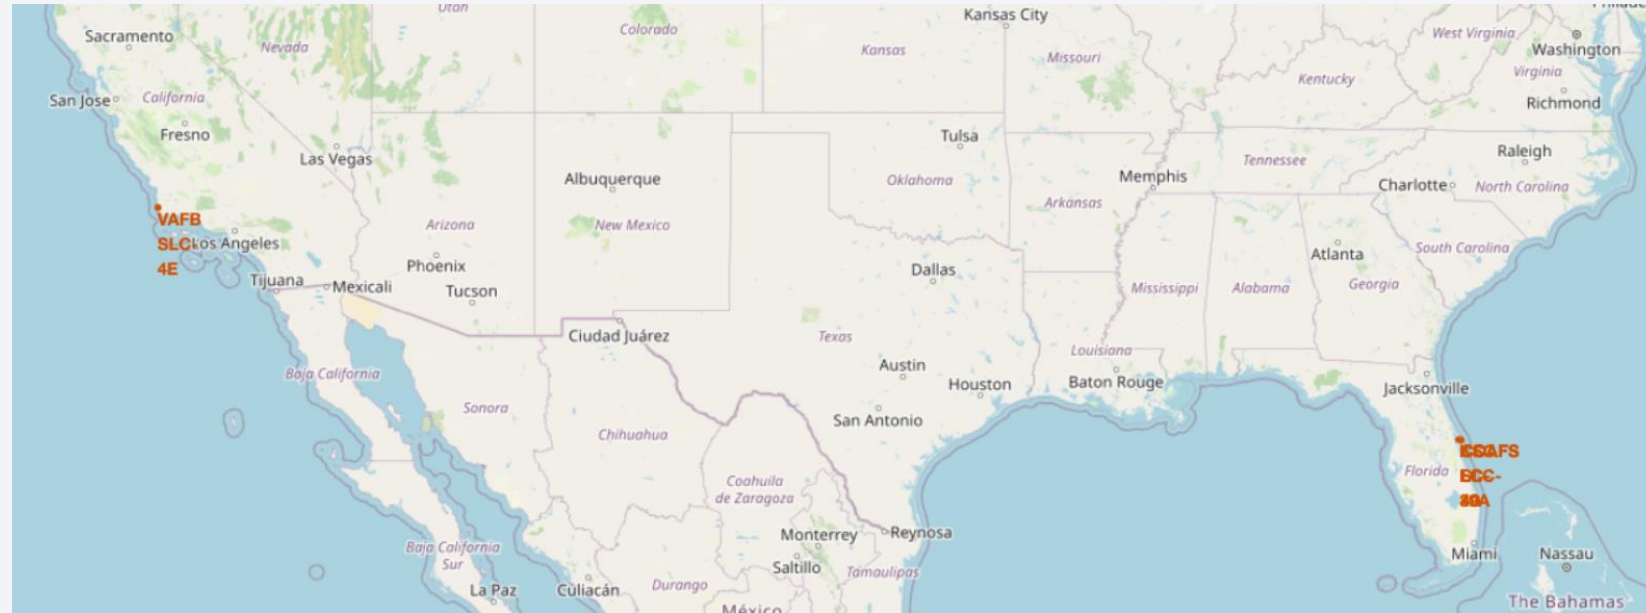 Utah
Kansas City
Sacramento
Colorado
Nevada
Kansas
Missouri
West Virginia
Washington
Virginia
Kentucky
San Jose
California
Richmond
Fresno
Tulsa
Las Vegas
Raleigh
Tennessee
Albuquerque
Oklahoma
Memphis
Charlotte
North Carolina
Arkansas
VAFB
SLC-
4E
Los Angeles
Arizona
New Mexico
South Carolina
Atlanta
Phoenix
Dallas
Tijuana
Mexicali
Tucson
Mississippi
Alabama
Georgia
Ciudad Juárez
Texas
Louisiana
Austin
Baja California
Houston
Baton Rouge
Jacksonville
Sonora
San Antonio
Chihuahua
Florida
Coahuila
de Zaragoza
Monterrey
Reynosa
Baja California
Sur
Miami
Nassau
Saltillo
Tamaulipas
La Paz
Culiacán
Durango
México
The Bahamas